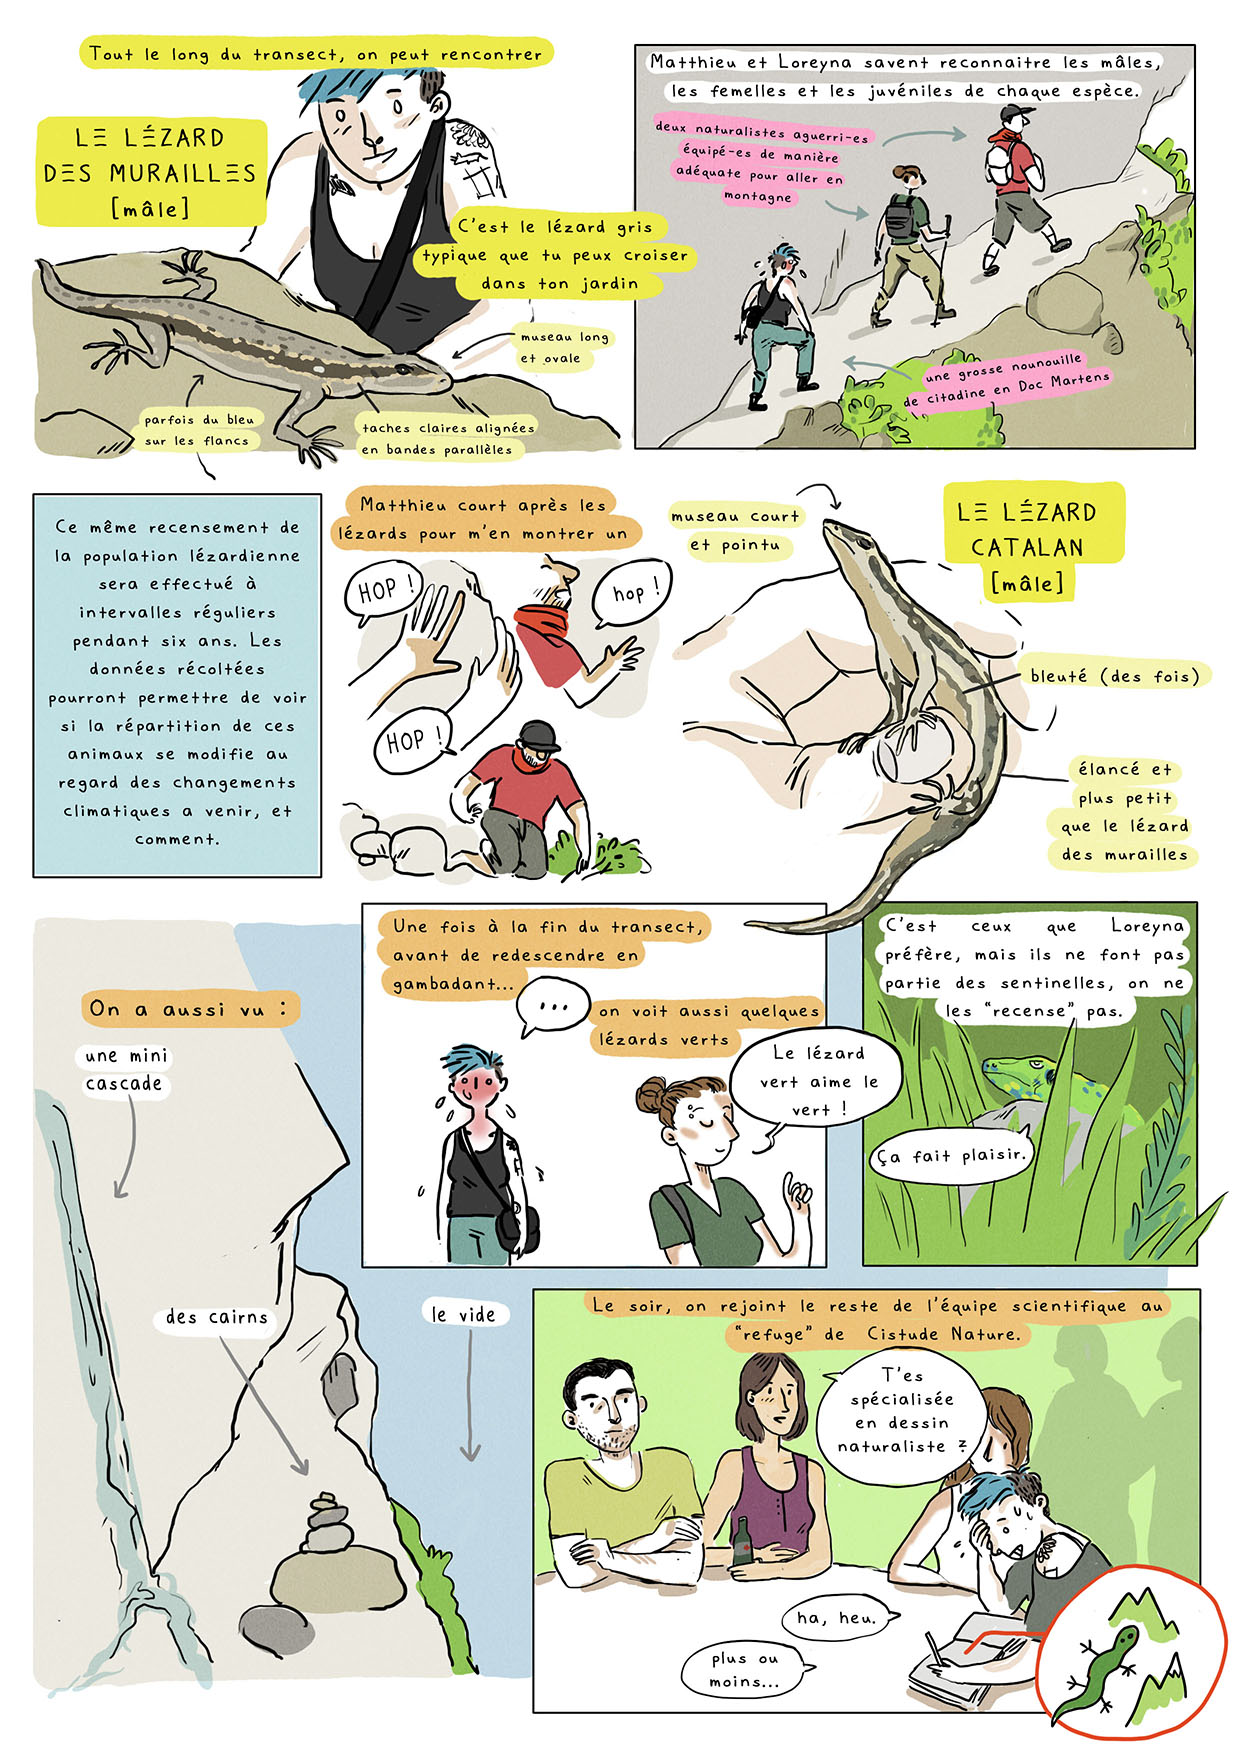 Tout le long du transect, on peut rencontrer
LE LÉZARD
DES MURAILLES
[mâle]
C'est le lézard gris
typique que tu peux croiser
dans ton jardin
museau long
et ovale
parfois du bleu
sur les flancs
taches claires alignées
en bandes parallèles
Matthieu et Loreyna savent reconnaitre les mâles,
les femelles et les juvéniles de chaque espèce.
deux naturalistes aguerri-es
équipé-es de manière
adéquate pour aller en
montagne
une grosse nounouille
de citadine en Doc Martens
Ce même recensement de
la population lézardienne
sera effectué à
intervalles réguliers
pendant six ans. Les
données récoltées
pourront permettre de voir
si la répartition de ces
animaux se modifie au
regard des changements
climatiques a venir, et
comment.
Matthieu court après les
lézards pour m'en montrer un
HOP !
hop !
HOP !
museau court
et pointu
LE LÉZARD
CATALAN
[mâle]
bleuté (des fois)
élancé et
plus petit
que le lézard
des murailles
On a aussi vu :
une mini
cascade
des cairns
le vide
Une fois à la fin du transect,
avant de redescendre en
gambadant...
...
on voit aussi quelques
lézards verts
Le lézard
vert aime le
vert !
C'est ceux que Loreyna
préfère, mais ils ne font pas
partie des sentinelles, on ne
les "recense" pas.
Ça fait plaisir.
Le soir, on rejoint le reste de l'équipe scientifique au
"refuge" de Cistude Nature.
T'es
spécialisée
en dessin
naturaliste ?
ha, heu.
plus ou
moins...